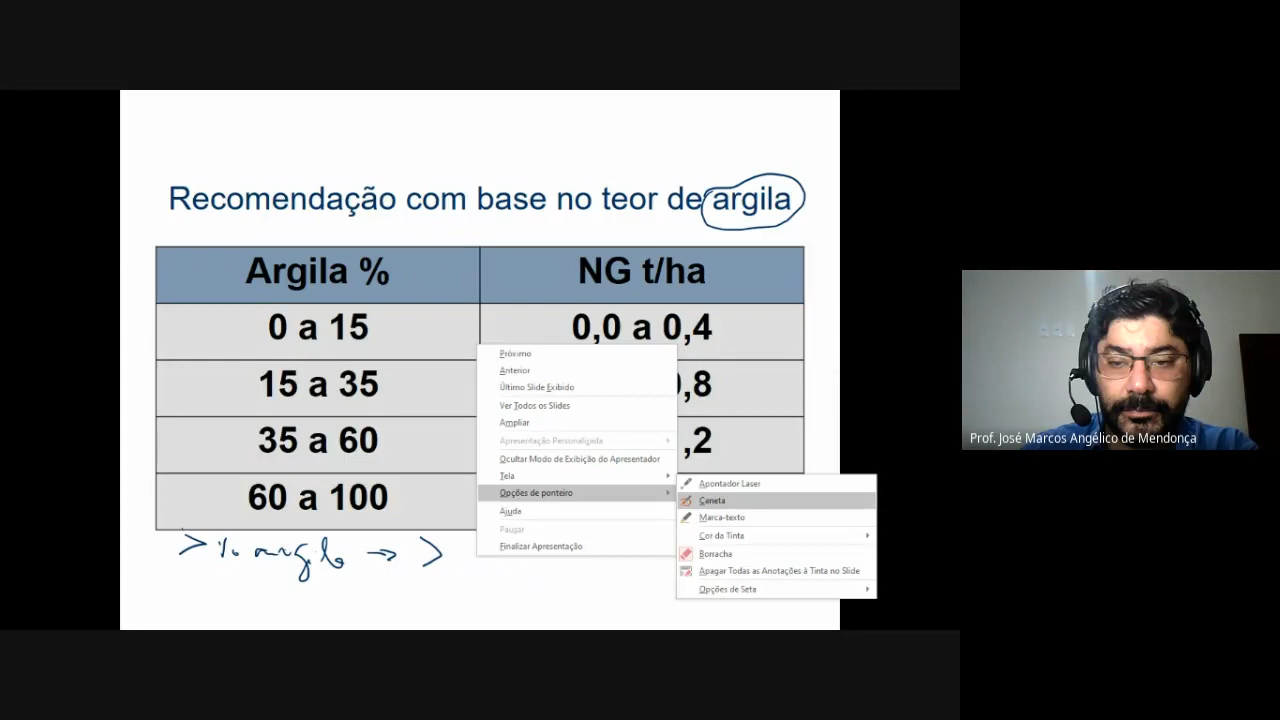 Recomendação com base no teor de argila
Argila % NG t/ha
0 a 15 0,0 a 0,4
15 a 35 0,8
35 a 60 ,2
60 a 100
> % argila → >
Próximo
Anterior
Último Slide Exibido
Ver Todos os Slides
Ampliar
Apresentação Personalizada
Ocultar Modo de Exibição do Apresentador
Tela
Opções de ponteiro
Ajuda
Pausar
Finalizar Apresentação
Apontador Laser
Caneta
Marca-texto
Cor da Tinta
Borracha
Apagar Todas as Anotações à Tinta no Slide
Opções de Seta
Prof. José Marcos Angélico de Mendonça